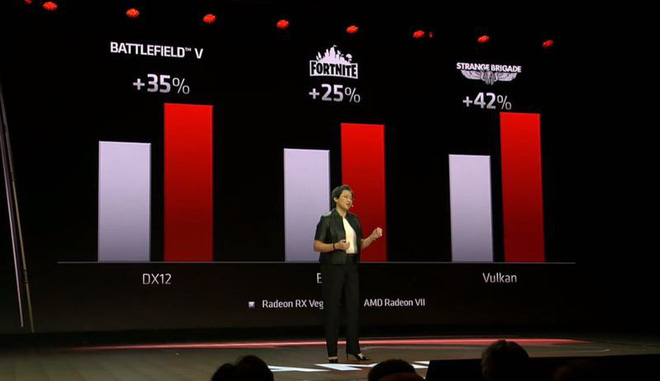 BATTLEFIELD™ V
+35%
FORTNITE
+25%
STRANGE BRIGADE
+42%
DX12
Vulkan
Radeon RX Veg
AMD Radeon VII